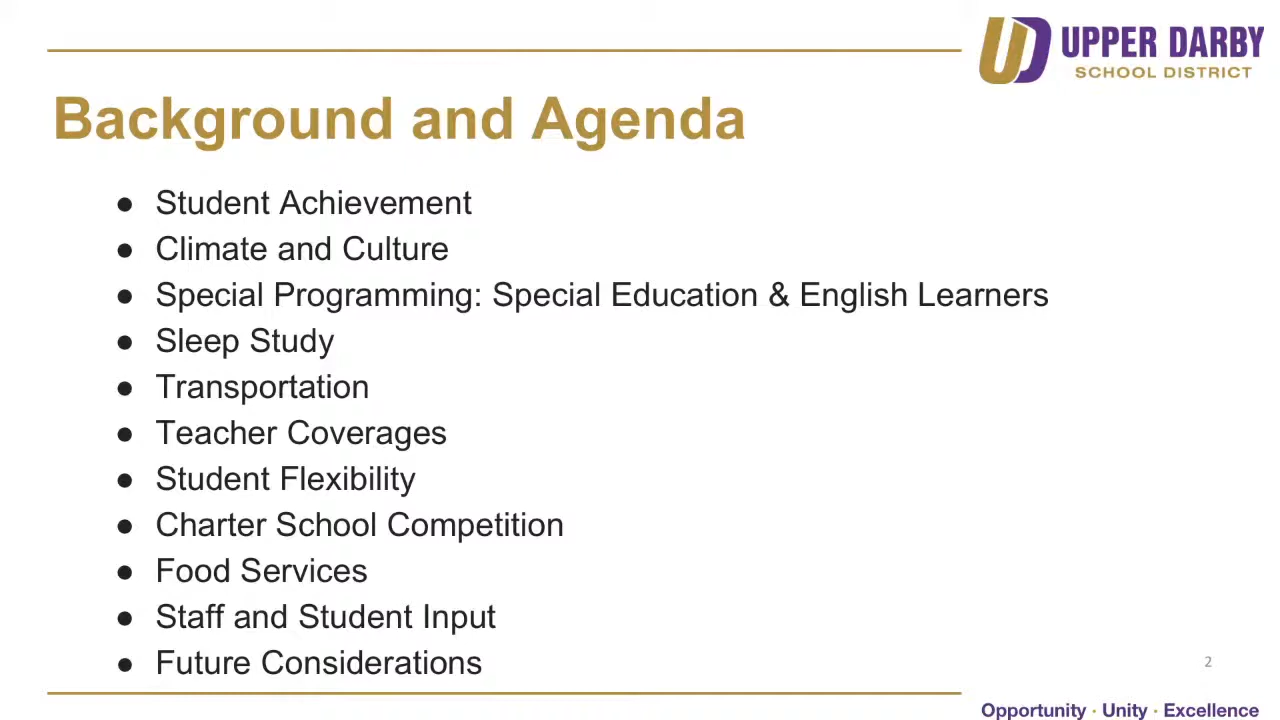 UD UPPER DARBY
SCHOOL DISTRICT
Background and Agenda
● Student Achievement
● Climate and Culture
● Special Programming: Special Education & English Learners
● Sleep Study
● Transportation
● Teacher Coverages
● Student Flexibility
● Charter School Competition
● Food Services
● Staff and Student Input
● Future Considerations
2
Opportunity · Unity · Excellence